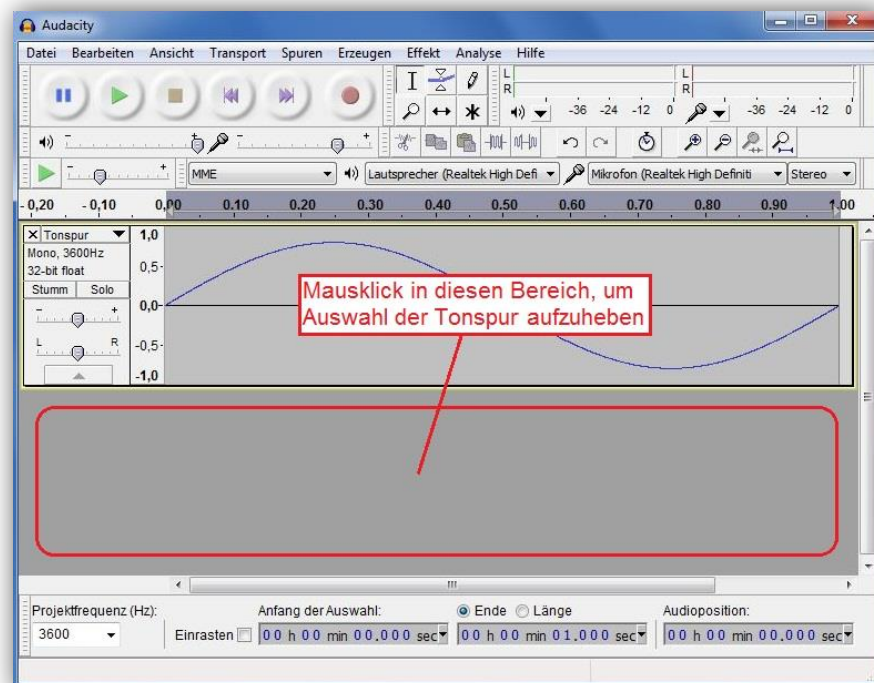 Audacity
Datei Bearbeiten Ansicht Transport Spuren Erzeugen Effekt Analyse Hilfe
L
R
-36 -24 -12 0
L
R
-36 -24 -12 0
MME
Lautsprecher (Realtek High Defi
Mikrofon (Realtek High Definiti
Stereo
- 0,20 - 0,10 0,00 0.10 0.20 0.30 0.40 0.50 0.60 0.70 0.80 0.90 1.00
X Tonspur
Mono, 3600Hz
32-bit float
Stumm Solo
- +
L R
1,0
0,5-
0,0-
-0,5-
-1,0
Mausklick in diesen Bereich, um
Auswahl der Tonspur aufzuheben
Projektfrequenz (Hz): Anfang der Auswahl: Ende Länge Audioposition:
3600 Einrasten 00 h 00 min 00.000 sec 00 h 00 min 01.000 sec 00 h 00 min 00.000 sec